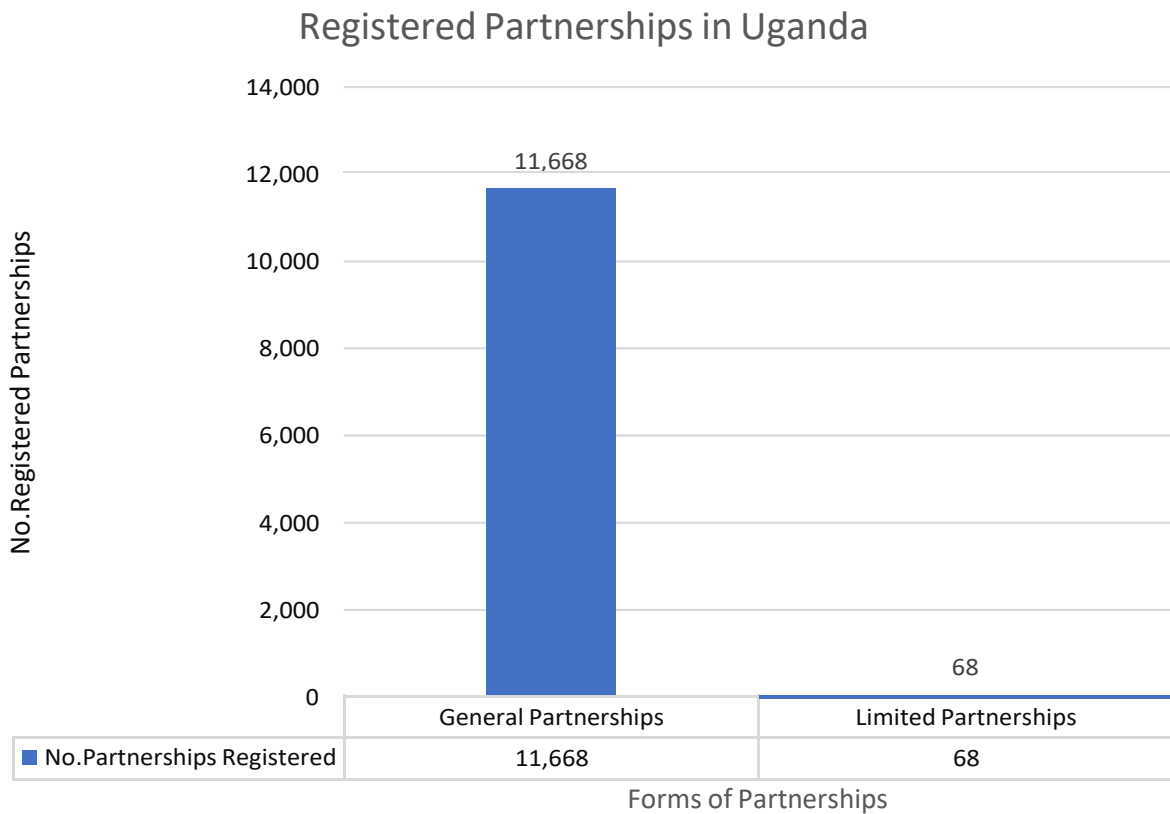 Registered Partnerships in Uganda
No.Registered Partnerships
14,000
12,000
10,000
8,000
6,000
4,000
2,000
0
11,668
68
General Partnerships Limited Partnerships
No.Partnerships Registered 11,668 68
Forms of Partnerships